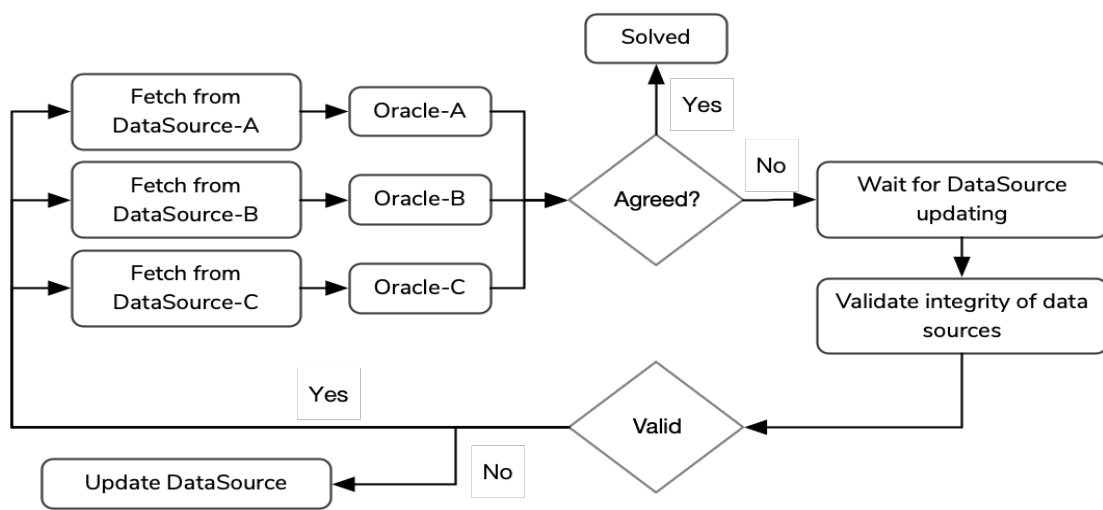 Solved
Fetch from
DataSource-A
Oracle-A
Yes
No
Fetch from
DataSource-B
Oracle-B
Agreed?
Wait for DataSource
updating
Fetch from
DataSource-C
Oracle-C
Validate integrity of data
sources
Yes
Valid
No
Update DataSource